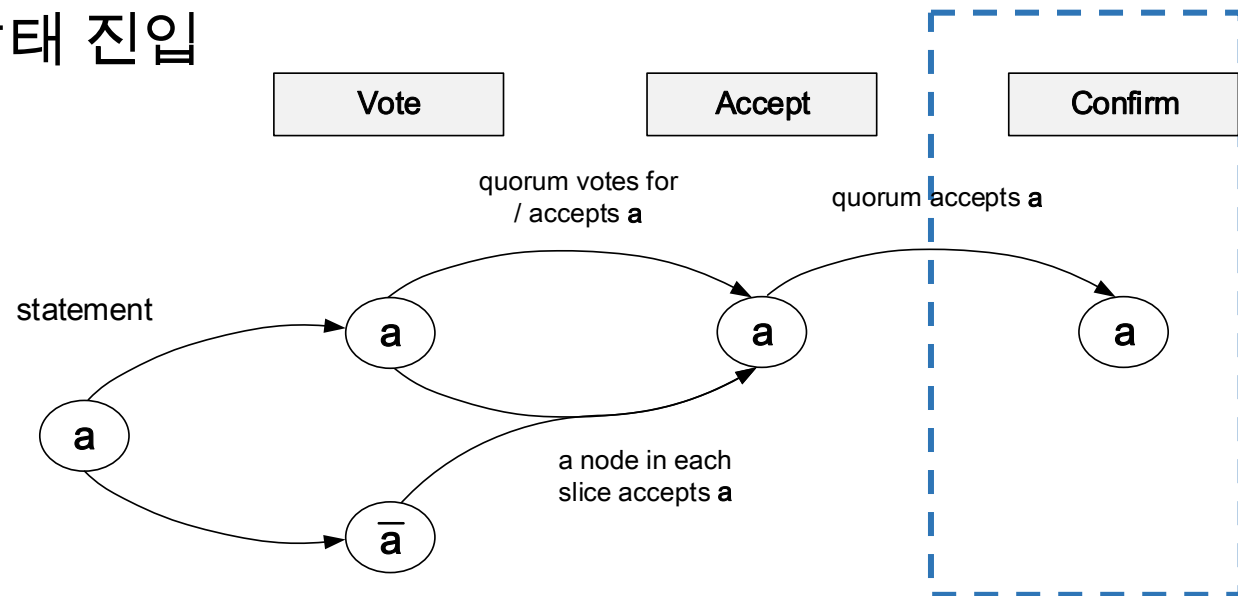 태 진입
Vote
Accept
Confirm
quorum votes for
/ accepts a
quorum accepts a
statement
a
a
a
a
a node in each
slice accepts a
a̅